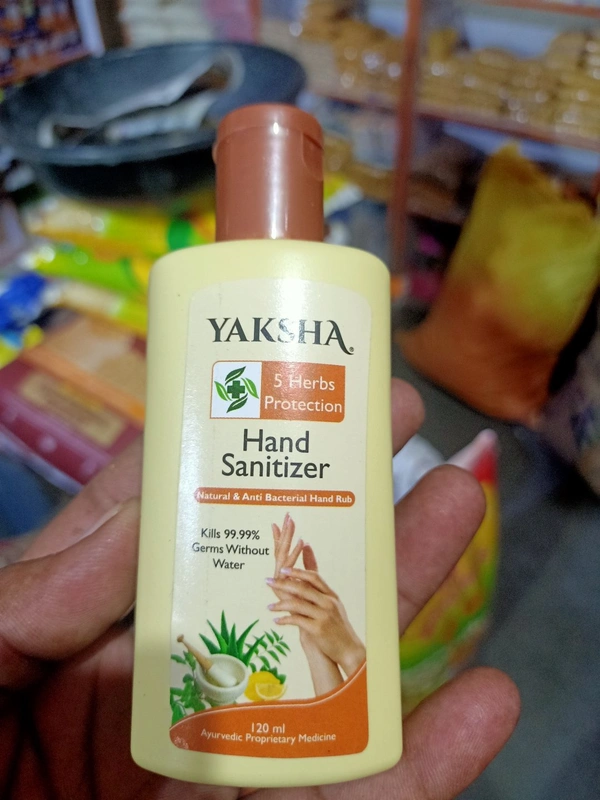 YAKSHA®
5 Herbs
Protection
Hand
Sanitizer
Natural & Anti Bacterial Hand Rub
Kills 99.99%
Germs Without
Water
120 ml
Ayurvedic Proprietary Medicine